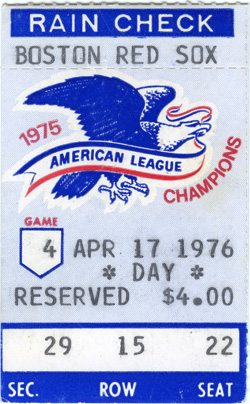 RAIN CHECK
BOSTON RED SOX
1975
AMERICAN LEAGUE
CHAMPIONS
GAME
4 APR 17 1976
* DAY *
RESERVED $4.00
29 15 22
SEC. ROW SEAT